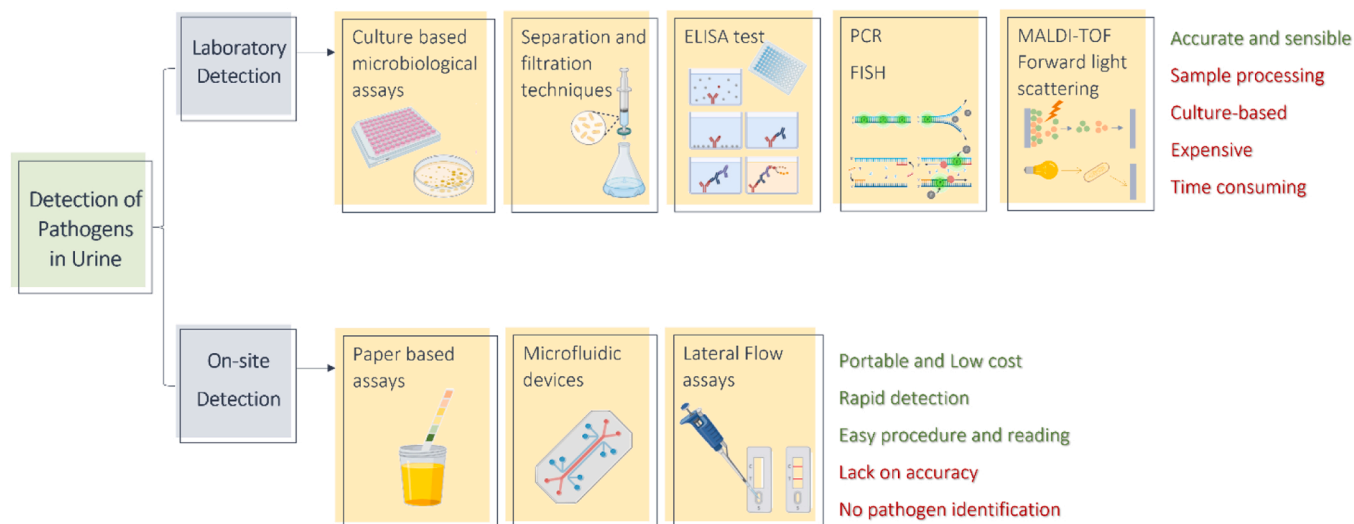 Laboratory
Detection
Culture based
microbiological
assays
Separation and
filtration
techniques
ELISA test
PCR
FISH
MALDI-TOF
Forward light
scattering
Accurate and sensible
Sample processing
Culture-based
Expensive
Time consuming
Detection of
Pathogens
in Urine
On-site
Detection
Paper based
assays
Microfluidic
devices
Lateral Flow
assays
Portable and Low cost
Rapid detection
Easy procedure and reading
Lack on accuracy
No pathogen identification